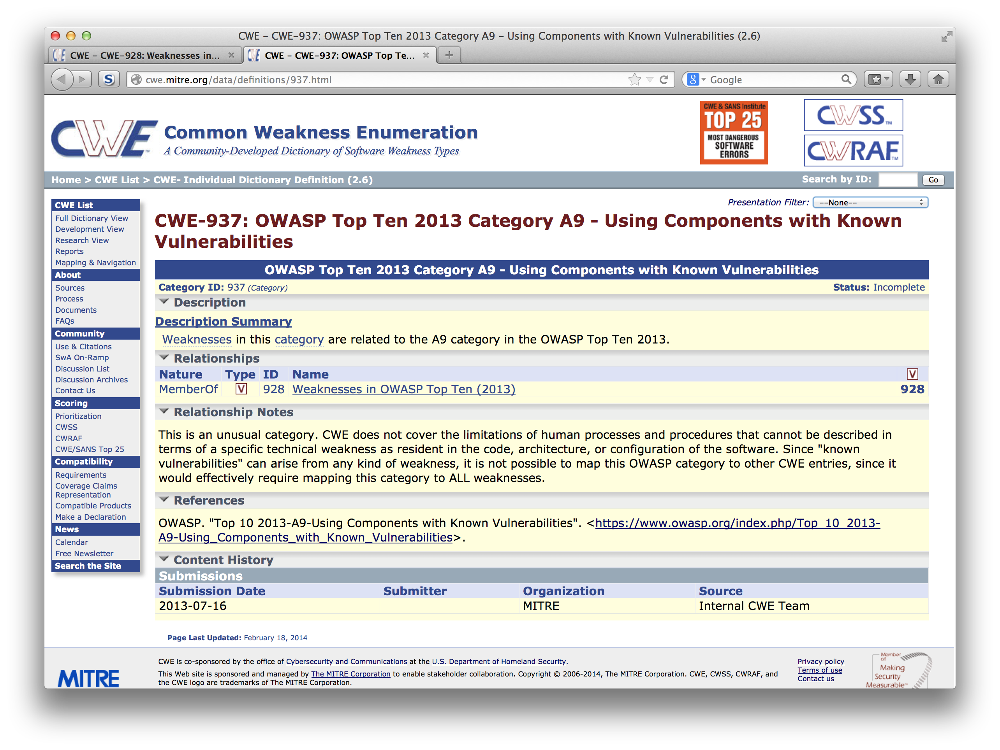 CWE – CWE-937: OWASP Top Ten 2013 Category A9 – Using Components with Known Vulnerabilities (2.6)
CWE – CWE-928: Weaknesses in...
CWE – CWE-937: OWASP Top Te...
cwe.mitre.org/data/definitions/937.html
Google
CWE™
Common Weakness Enumeration
A Community-Developed Dictionary of Software Weakness Types
CWE & SANS Institute
TOP 25
MOST DANGEROUS
SOFTWARE
ERRORS
CWSS™
CWRAF™
Home > CWE List > CWE- Individual Dictionary Definition (2.6)
Search by ID:
Go
CWE List
Full Dictionary View
Development View
Research View
Reports
Mapping & Navigation
About
Sources
Process
Documents
FAQs
Community
Use & Citations
SwA On-Ramp
Discussion List
Discussion Archives
Contact Us
Scoring
Prioritization
CWSS
CWRAF
CWE/SANS Top 25
Compatibility
Requirements
Coverage Claims
Representation
Compatible Products
Make a Declaration
News
Calendar
Free Newsletter
Search the Site
Presentation Filter: --None--
CWE-937: OWASP Top Ten 2013 Category A9 - Using Components with Known
Vulnerabilities
OWASP Top Ten 2013 Category A9 - Using Components with Known Vulnerabilities
Category ID: 937 (Category)
Status: Incomplete
Description
Description Summary
Weaknesses in this category are related to the A9 category in the OWASP Top Ten 2013.
Relationships
Nature Type ID Name V
MemberOf V 928 Weaknesses in OWASP Top Ten (2013) 928
Relationship Notes
This is an unusual category. CWE does not cover the limitations of human processes and procedures that cannot be described in
terms of a specific technical weakness as resident in the code, architecture, or configuration of the software. Since "known
vulnerabilities" can arise from any kind of weakness, it is not possible to map this OWASP category to other CWE entries, since it
would effectively require mapping this category to ALL weaknesses.
References
OWASP. "Top 10 2013-A9-Using Components with Known Vulnerabilities". <https://www.owasp.org/index.php/Top_10_2013-
A9-Using_Components_with_Known_Vulnerabilities>.
Content History
Submissions
Submission Date Submitter Organization Source
2013-07-16 MITRE Internal CWE Team
Page Last Updated: February 18, 2014
MITRE
CWE is co-sponsored by the office of Cybersecurity and Communications at the U.S. Department of Homeland Security.
This Web site is sponsored and managed by The MITRE Corporation to enable stakeholder collaboration. Copyright © 2006-2014, The MITRE Corporation. CWE, CWSS, CWRAF, and
the CWE logo are trademarks of The MITRE Corporation.
Privacy policy
Terms of use
Contact us
Member
of
Making
Security
Measurable™